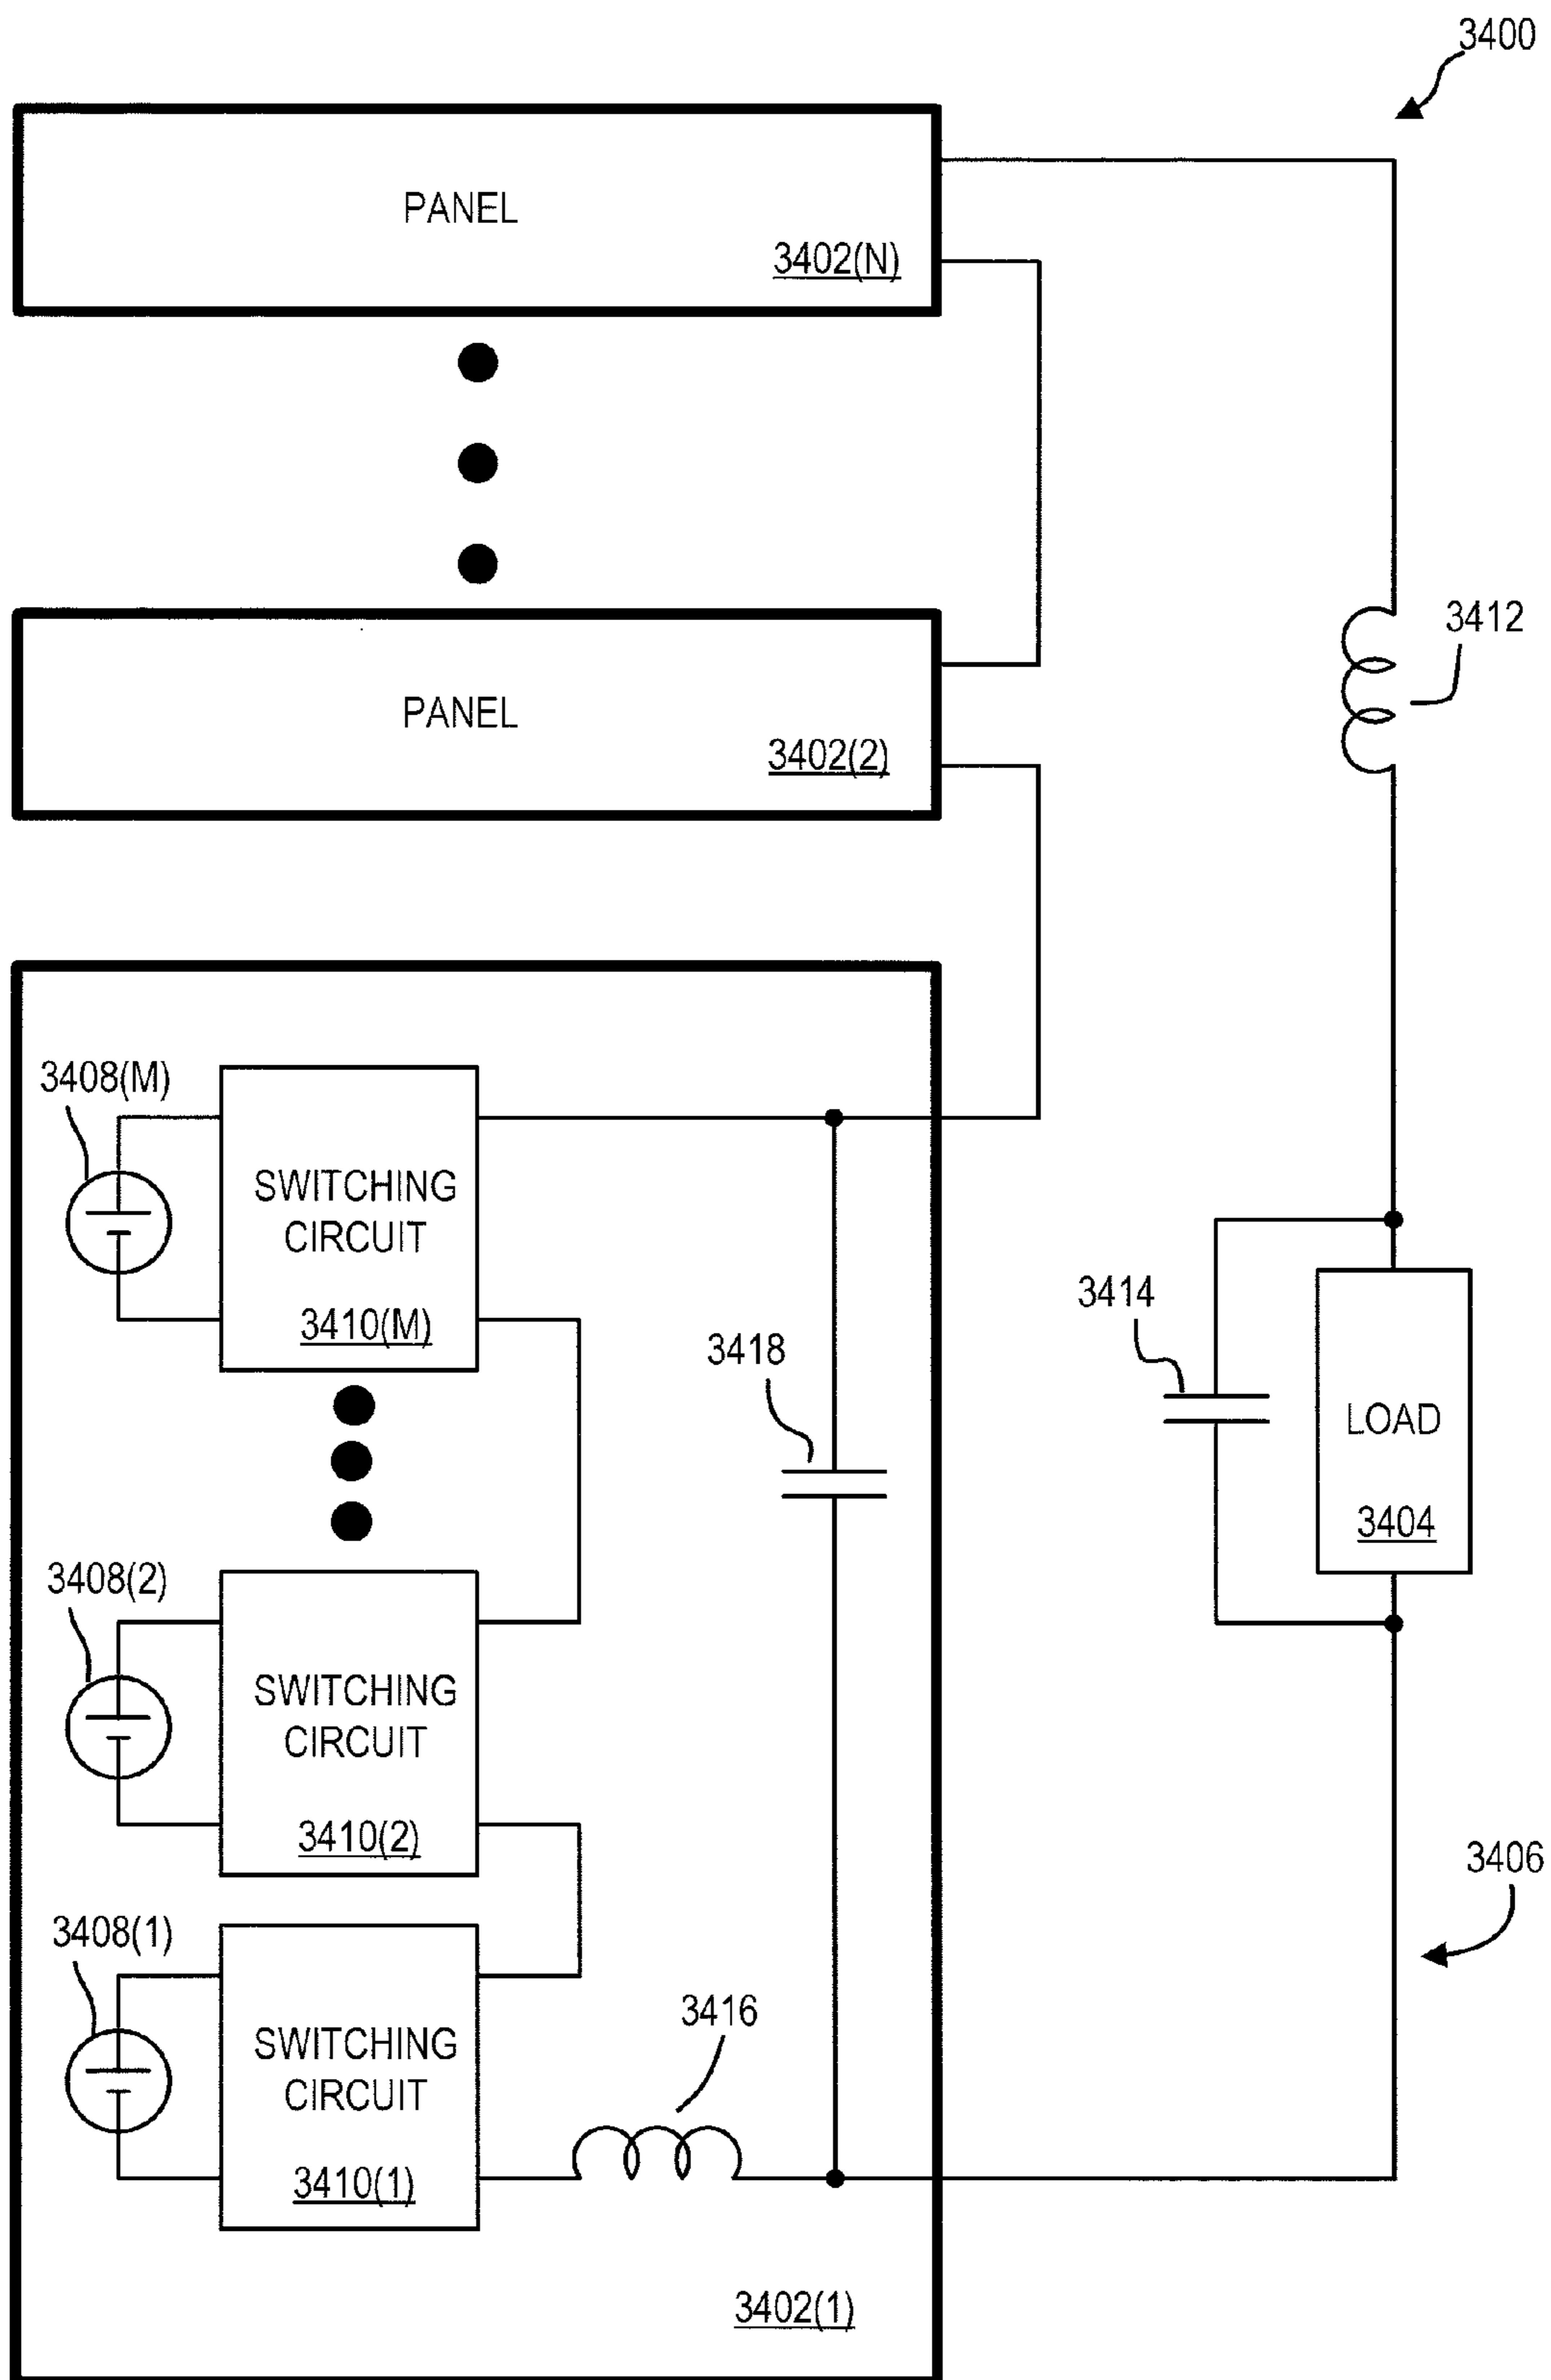 3400
PANEL
3402(N)
3412
PANEL
3402(2)
3408(M)
SWITCHING
CIRCUIT
3410(M)
3418
3414
LOAD
3404
3408(2)
SWITCHING
CIRCUIT
3410(2)
3406
3408(1)
SWITCHING
CIRCUIT
3410(1)
3416
3402(1)